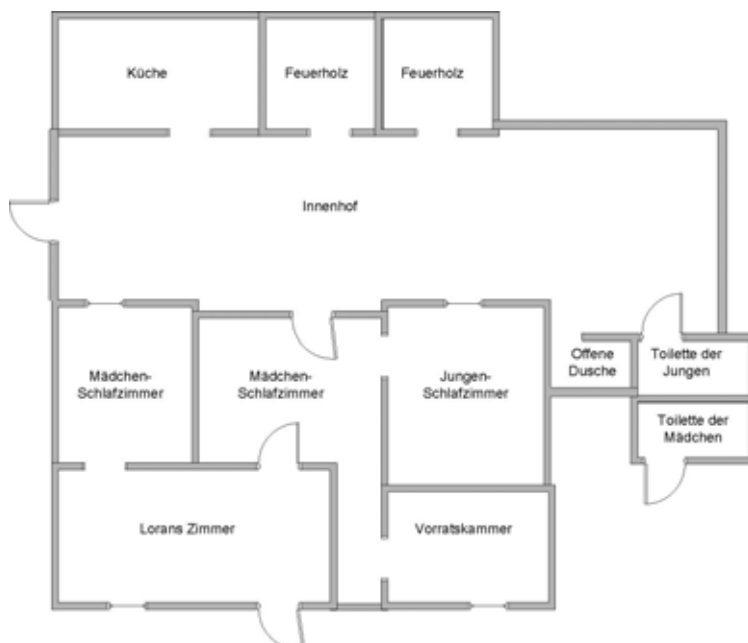 Küche
Feuerholz
Feuerholz
Innenhof
Mädchen-
Schlafzimmer
Mädchen-
Schlafzimmer
Jungen-
Schlafzimmer
Offene
Dusche
Toilette der
Jungen
Toilette der
Mädchen
Lorans Zimmer
Vorratskammer